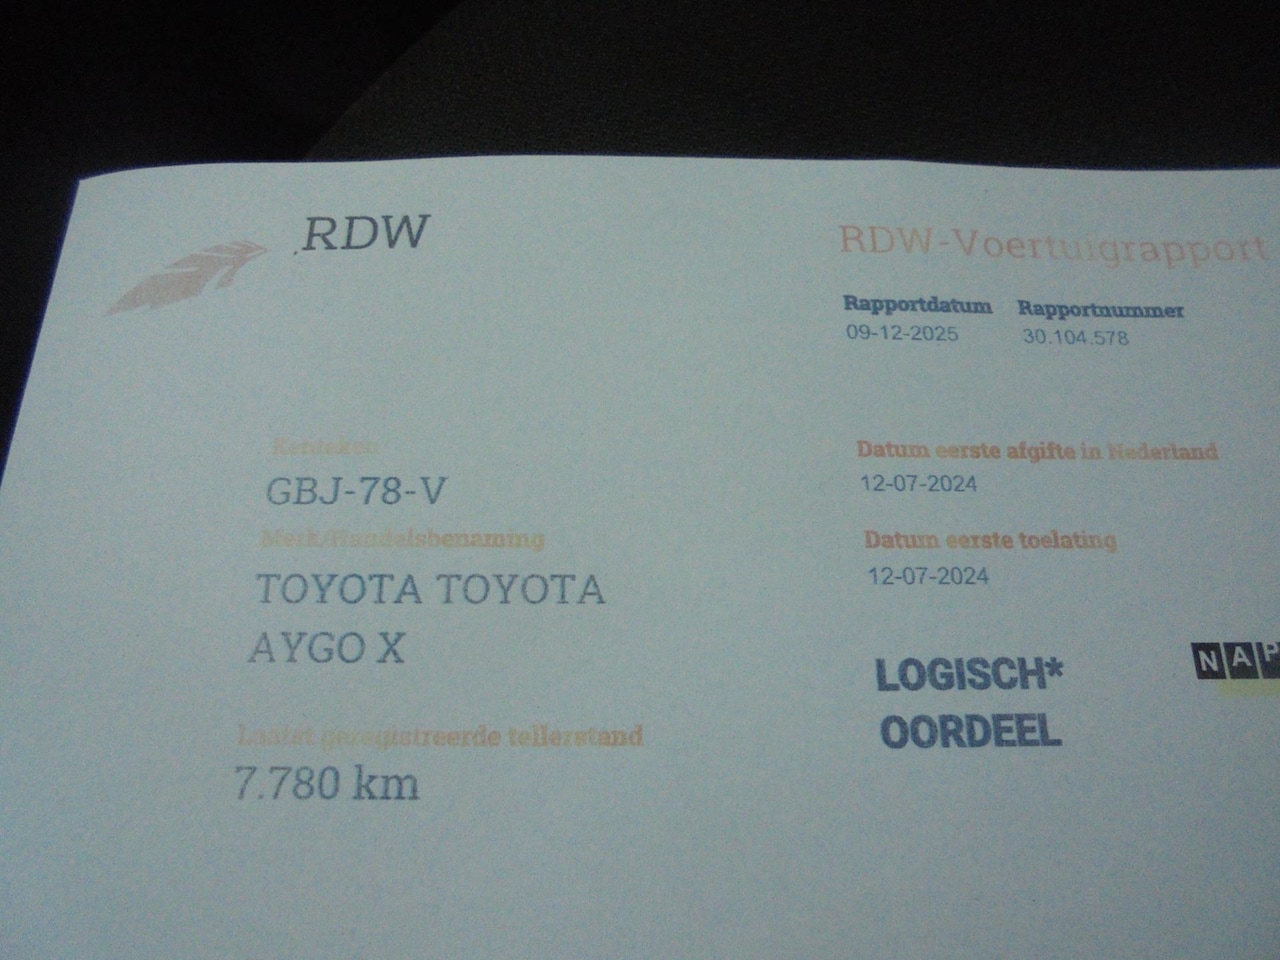 RDW
RDW-Voertuigrapport
Rapportdatum Rapportnummer
09-12-2025 30.104.578
Kenteken
GBJ-78-V
Merk/Handelsbenaming
TOYOTA TOYOTA
AYGO X
Laatst geregistreerde tellerstand
7.780 km
Datum eerste afgifte in Nederland
12-07-2024
Datum eerste toelating
12-07-2024
LOGISCH*
OORDEEL
NAP